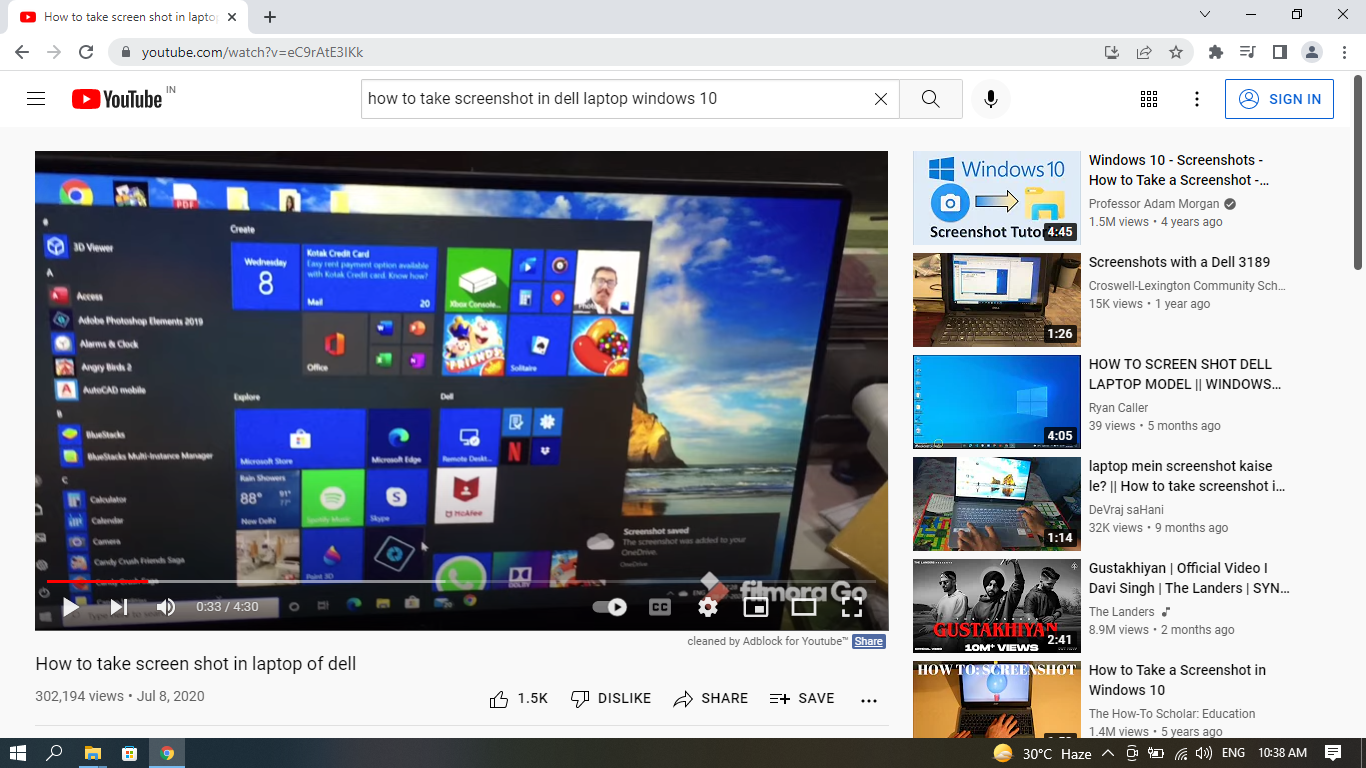 How to take screen shot in lapto
youtube.com/watch?v=eC9rAtE3IKk
YouTube IN
how to take screenshot in dell laptop windows 10
SIGN IN
PDF
#
3D Viewer
A
Access
Adobe Photoshop Elements 2019
Alarms & Clock
Angry Birds 2
AutoCAD mobile
B
BlueStacks
BlueStacks Multi-Instance Manager
C
Calculator
Calendar
Camera
Candy Crush Friends Saga
Create
Wednesday
8
Kotak Credit Card
Easy rent payment option available
with Kotak Credit card. Know how?
Mail 20
Xbox Console...
Office
FRIENDS
Solitaire
Explore
Dell
Microsoft Store
Microsoft Edge
Remote Deskt...
Rain Showers
88° 91°
New Delhi
Skype
McAfee
Paint 3D
DOLBY
Screenshot saved
The screenshot was added to your
OneDrive.
OneDrive
filmora Go
0:33 / 4:30
CC
cleaned by Adblock for Youtube™ Share
How to take screen shot in laptop of dell
302,194 views • Jul 8, 2020
1.5K DISLIKE SHARE SAVE
Windows 10
Screenshot Tutor
4:45
Windows 10 - Screenshots -
How to Take a Screenshot -...
Professor Adam Morgan
1.5M views • 4 years ago
1:26
Screenshots with a Dell 3189
Croswell-Lexington Community Sch...
15K views • 1 year ago
4:05
HOW TO SCREEN SHOT DELL
LAPTOP MODEL || WINDOWS...
Ryan Caller
39 views • 5 months ago
1:14
laptop mein screenshot kaise
le? || How to take screenshot i...
DeVraj saHani
32K views • 9 months ago
THE LANDERS
GUSTAKHIYAN
10M+ VIEWS
2:41
Gustakhiyan | Official Video I
Davi Singh | The Landers | SYN...
The Landers
8.9M views • 2 months ago
HOW TO: SCREENSHOT
How to Take a Screenshot in
Windows 10
The How-To Scholar: Education
1.4M views • 5 years ago
30°C Haze ENG 10:38 AM